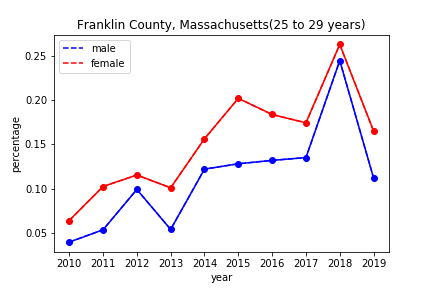 Franklin County, Massachusetts(25 to 29 years)
male
female
percentage
0.25
0.20
0.15
0.10
0.05
2010 2011 2012 2013 2014 2015 2016 2017 2018 2019
year